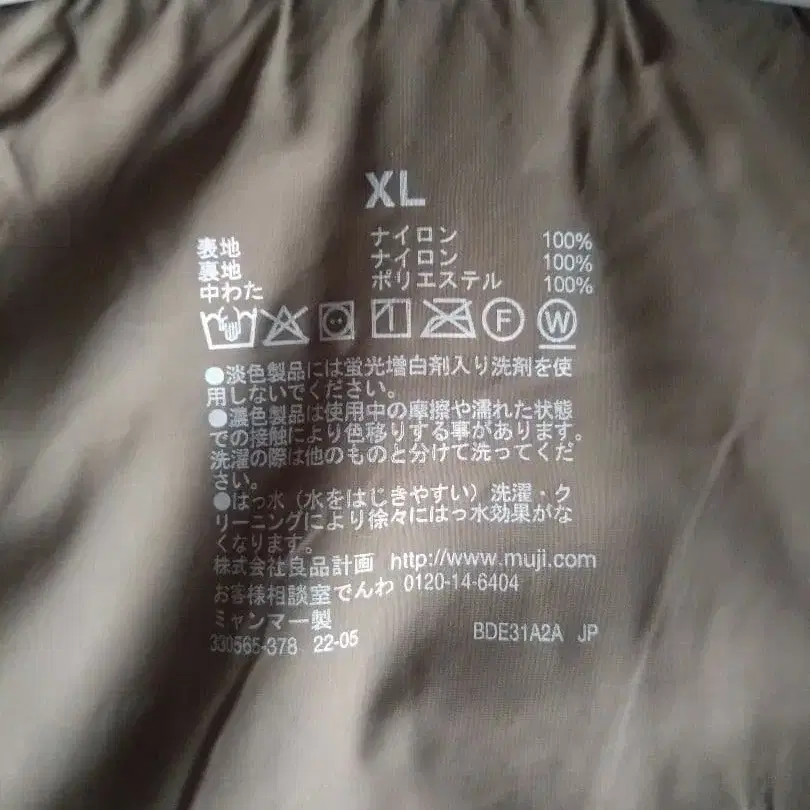 XL
表地 ナイロン 100%
裏地 ナイロン 100%
中わた ポリエステル 100%
F W
●淡色製品には蛍光増白剤入り洗剤を使
用しないでください。
●濃色製品は使用中の摩擦や濡れた状態
での接触により色移りする事があります。
洗濯の際は他のものと分けて洗ってくだ
さい。
●はっ水（水をはじきやすい）洗濯・ク
リーニングにより徐々にはっ水効果がな
くなります。
株式会社良品計画 http://www.muji.com
お客様相談室でんわ 0120-14-6404
ミャンマー製
330565-378 22-05 BDE31A2A JP